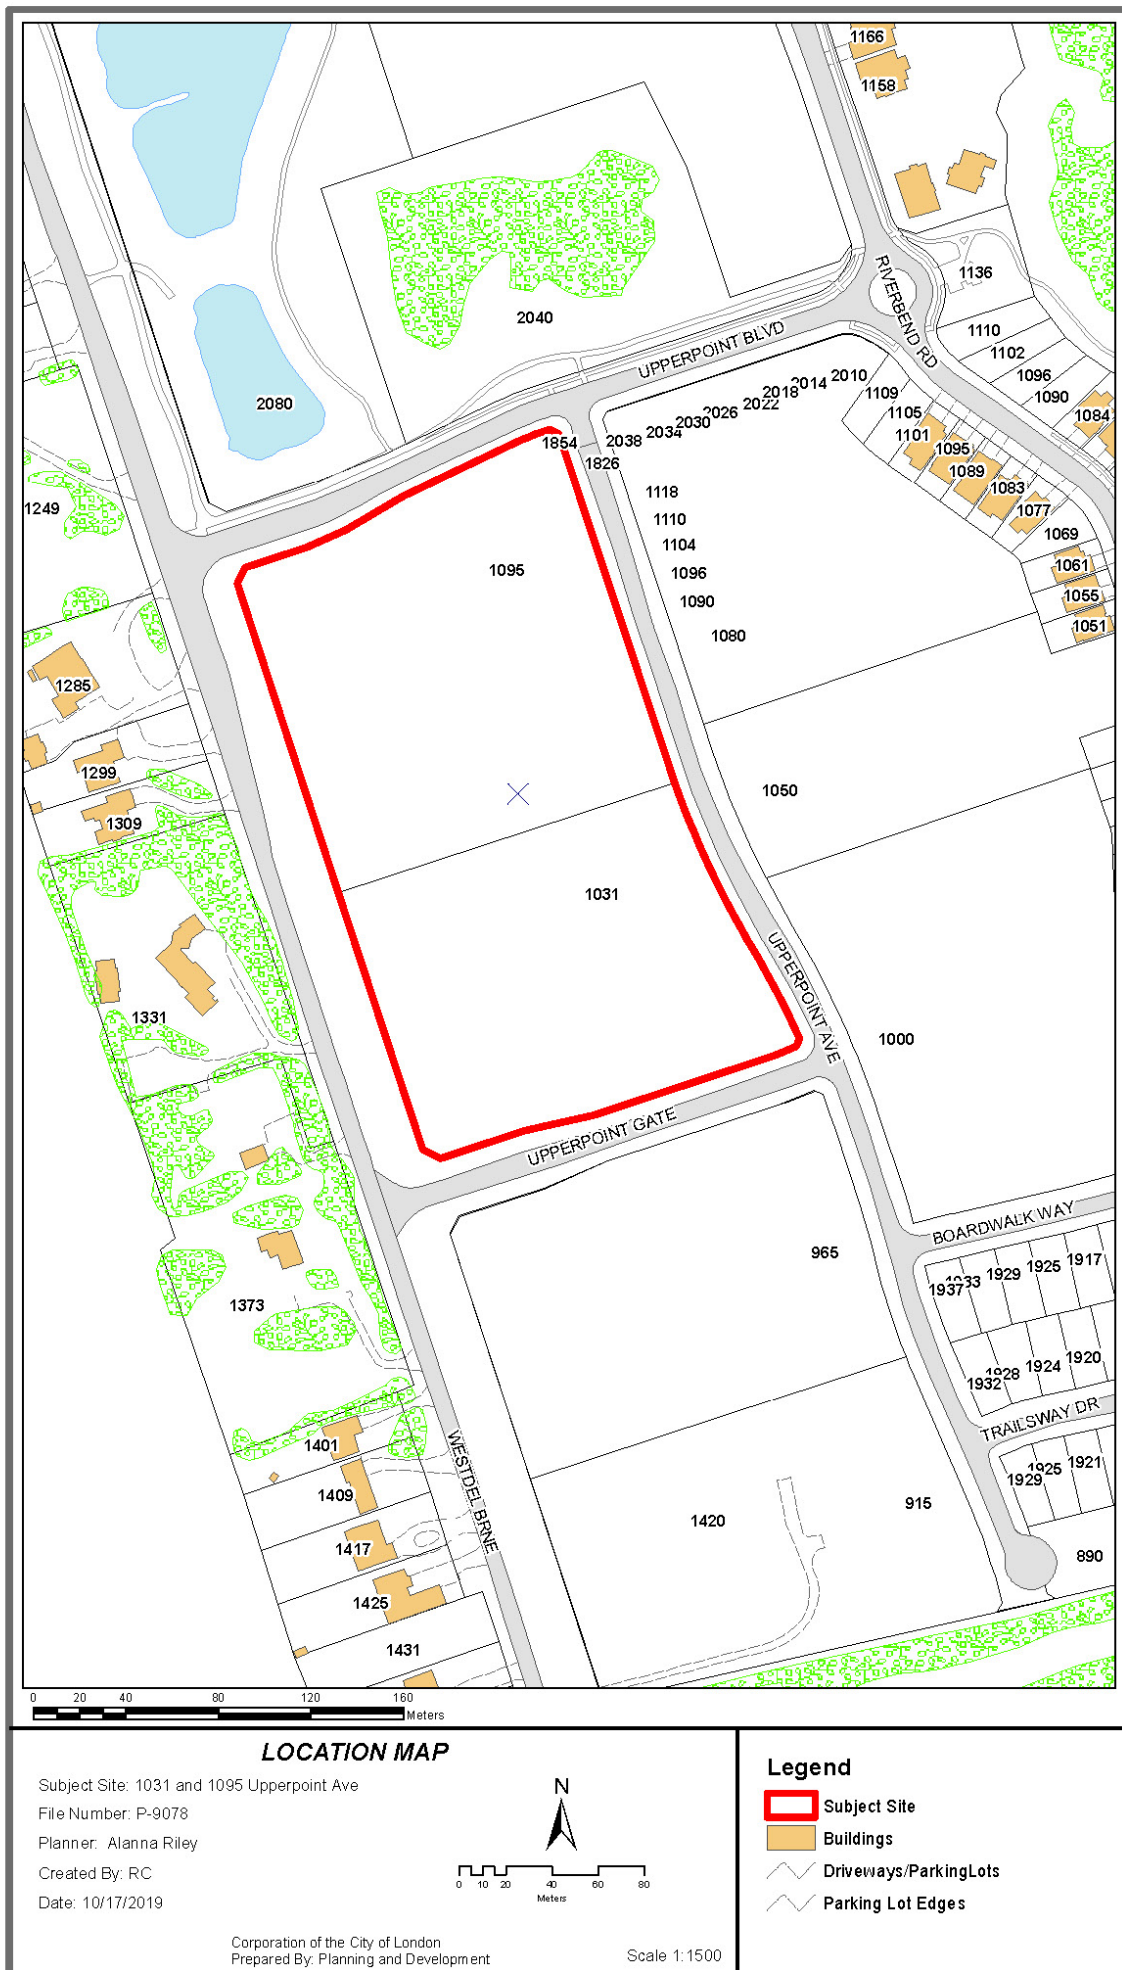 1166
1158
RIVERBEND RD
1136
2040
UPPERPOINT BLVD
1110
1102
1096
1090
1084
2080
2010
2014
2018
2022
2026
2030
2034
2038
1109
1105
1101
1095
1089
1083
1077
1069
1061
1055
1051
1854
1826
1249
1118
1110
1104
1096
1090
1080
1095
1285
1299
1309
1050
1031
UPPERPOINT AVE
1331
1000
UPPERPOINT GATE
BOARDWALK WAY
965
1937
1933
1929
1925
1917
1373
1932
1928
1924
1920
TRAILSWAY DR
1401
WESTDEL BRNE
1409
1929
1925
1921
1417
1420
915
1425
890
1431
0 20 40 80 120 160
Meters
LOCATION MAP
Subject Site: 1031 and 1095 Upperpoint Ave
File Number: P-9078
Planner: Alanna Riley
Created By: RC
Date: 10/17/2019
N
0 10 20 40 60 80
Meters
Corporation of the City of London
Prepared By: Planning and Development
Scale 1:1500
Legend
Subject Site
Buildings
Driveways/ParkingLots
Parking Lot Edges